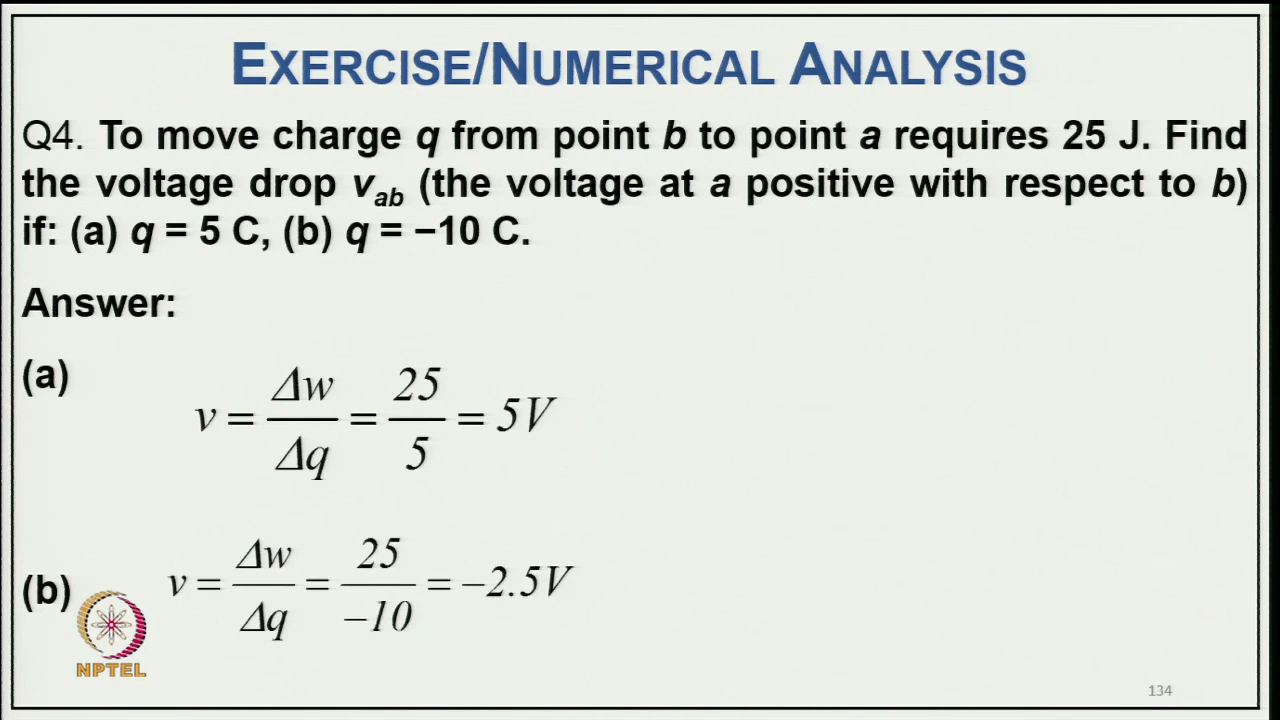 EXERCISE/NUMERICAL ANALYSIS
Q4. To move charge q from point b to point a requires 25 J. Find
the voltage drop v_ab (the voltage at a positive with respect to b)
if: (a) q = 5 C, (b) q = −10 C.
Answer:
(a) v = Δw/Δq = 25/5 = 5V
(b) v = Δw/Δq = 25/−10 = −2.5V
NPTEL
134